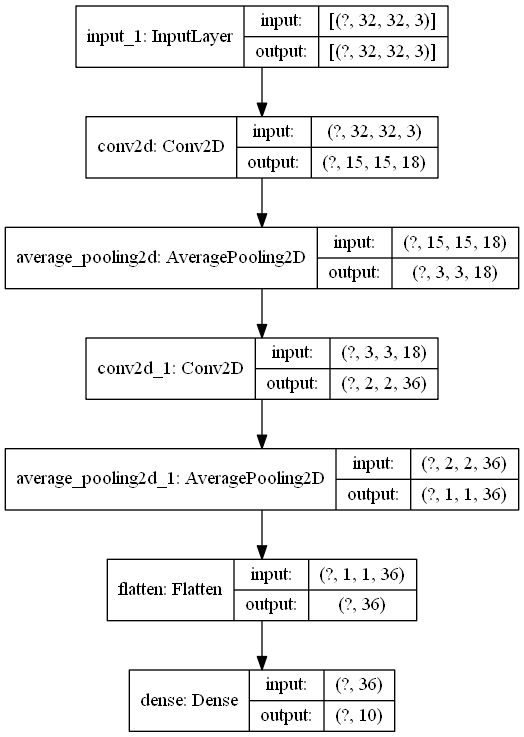 input_1: InputLayer
input: [(?, 32, 32, 3)]
output: [(?, 32, 32, 3)]
conv2d: Conv2D
input: (?, 32, 32, 3)
output: (?, 15, 15, 18)
average_pooling2d: AveragePooling2D
input: (?, 15, 15, 18)
output: (?, 3, 3, 18)
conv2d_1: Conv2D
input: (?, 3, 3, 18)
output: (?, 2, 2, 36)
average_pooling2d_1: AveragePooling2D
input: (?, 2, 2, 36)
output: (?, 1, 1, 36)
flatten: Flatten
input: (?, 1, 1, 36)
output: (?, 36)
dense: Dense
input: (?, 36)
output: (?, 10)